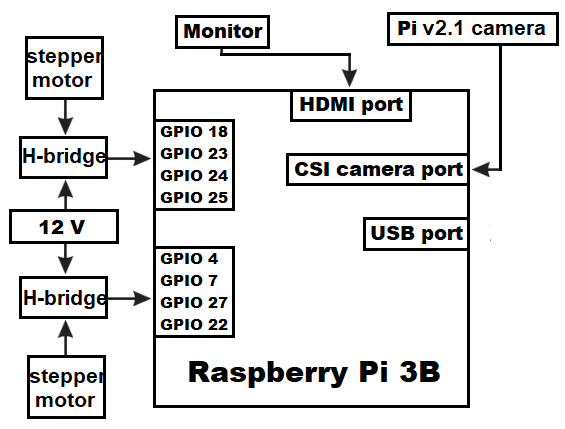 Monitor
Pi v2.1 camera
stepper
motor
HDMI port
GPIO 18
GPIO 23
GPIO 24
GPIO 25
H-bridge
CSI camera port
12 V
USB port
GPIO 4
GPIO 7
GPIO 27
GPIO 22
H-bridge
Raspberry Pi 3B
stepper
motor